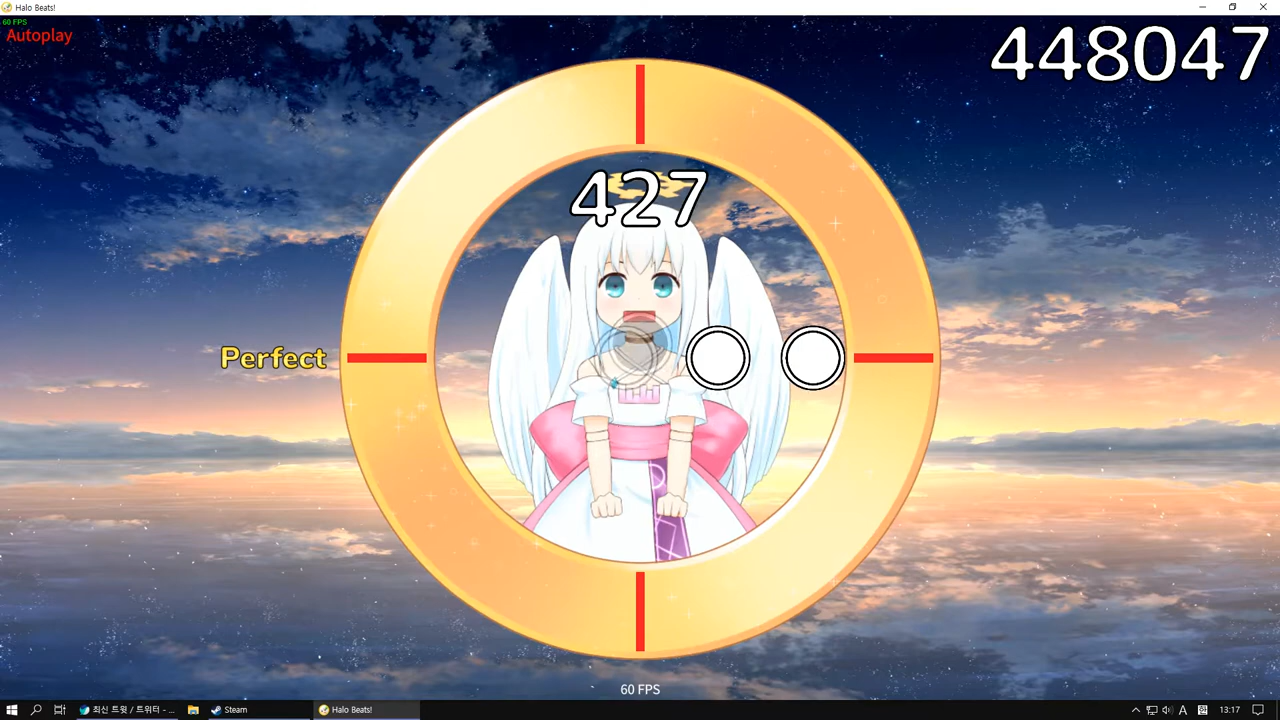 Halo Beats!
60 FPS
Autoplay
448047
427
Perfect
60 FPS
최신 트윗 / 트위터 - ...
Steam
Halo Beats!
A
13:17